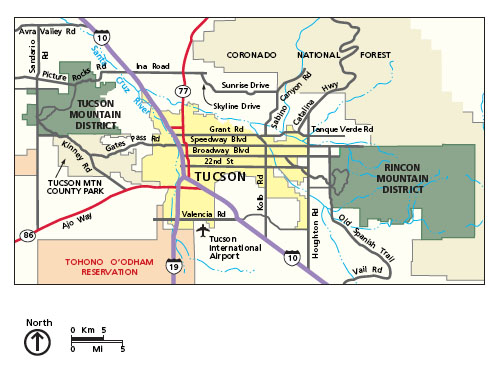 10
Avra Valley Rd
Sandario Rd
Santa Cruz River
CORONADO NATIONAL FOREST
Picture Rocks Rd
Ina Road
Sunrise Drive
77
Skyline Drive
Sabino Canyon Rd
Catalina Hwy
TUCSON
MOUNTAIN
DISTRICT
Grant Rd
Tanque Verde Rd
Speedway Blvd
Gates Pass Rd
Broadway Blvd
Kinney Rd
22nd St
TUCSON
RINCON
MOUNTAIN
DISTRICT
TUCSON MTN
COUNTY PARK
Kolb Rd
Ajo Way
Valencia Rd
Houghton Rd
Old Spanish Trail
86
Tucson
International
Airport
TOHONO O'ODHAM
RESERVATION
19
10
Vail Rd
North
0 Km 5
0 Mi 5